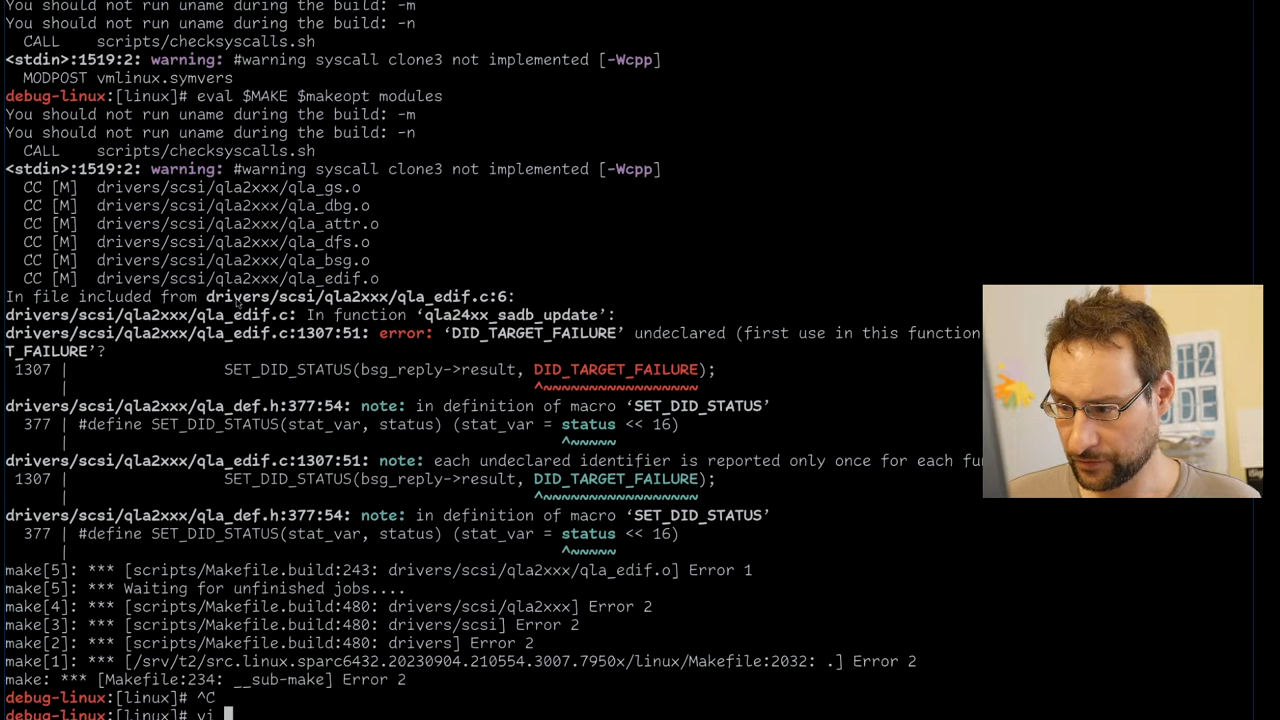 You should not run uname during the build: -m
You should not run uname during the build: -n
CALL scripts/checksyscalls.sh
<stdin>:1519:2: warning: #warning syscall clone3 not implemented [-Wcpp]
MODPOST vmlinux.symvers
debug-linux:[linux]# eval $MAKE $makeopt modules
You should not run uname during the build: -m
You should not run uname during the build: -n
CALL scripts/checksyscalls.sh
<stdin>:1519:2: warning: #warning syscall clone3 not implemented [-Wcpp]
CC [M] drivers/scsi/qla2xxx/qla_gs.o
CC [M] drivers/scsi/qla2xxx/qla_dbg.o
CC [M] drivers/scsi/qla2xxx/qla_attr.o
CC [M] drivers/scsi/qla2xxx/qla_dfs.o
CC [M] drivers/scsi/qla2xxx/qla_bsg.o
CC [M] drivers/scsi/qla2xxx/qla_edif.o
In file included from drivers/scsi/qla2xxx/qla_edif.c:6:
drivers/scsi/qla2xxx/qla_edif.c: In function ‘qla24xx_sadb_update’:
drivers/scsi/qla2xxx/qla_edif.c:1307:51: error: ‘DID_TARGET_FAILURE’ undeclared (first use in this function
T_FAILURE’?
1307 | SET_DID_STATUS(bsg_reply->result, DID_TARGET_FAILURE);
| ^~~~~~~~~~~~~~~~~~
drivers/scsi/qla2xxx/qla_def.h:377:54: note: in definition of macro ‘SET_DID_STATUS’
377 | #define SET_DID_STATUS(stat_var, status) (stat_var = status << 16)
| ^~~~~~
drivers/scsi/qla2xxx/qla_edif.c:1307:51: note: each undeclared identifier is reported only once for each fu
1307 | SET_DID_STATUS(bsg_reply->result, DID_TARGET_FAILURE);
| ^~~~~~~~~~~~~~~~~~
drivers/scsi/qla2xxx/qla_def.h:377:54: note: in definition of macro ‘SET_DID_STATUS’
377 | #define SET_DID_STATUS(stat_var, status) (stat_var = status << 16)
| ^~~~~~
make[5]: *** [scripts/Makefile.build:243: drivers/scsi/qla2xxx/qla_edif.o] Error 1
make[5]: *** Waiting for unfinished jobs....
make[4]: *** [scripts/Makefile.build:480: drivers/scsi/qla2xxx] Error 2
make[3]: *** [scripts/Makefile.build:480: drivers/scsi] Error 2
make[2]: *** [scripts/Makefile.build:480: drivers] Error 2
make[1]: *** [/srv/t2/src.linux.sparc6432.20230904.210554.3007.7950x/linux/Makefile:2032: .] Error 2
make: *** [Makefile:234: __sub-make] Error 2
debug-linux:[linux]# ^C
debug-linux:[linux]# vi